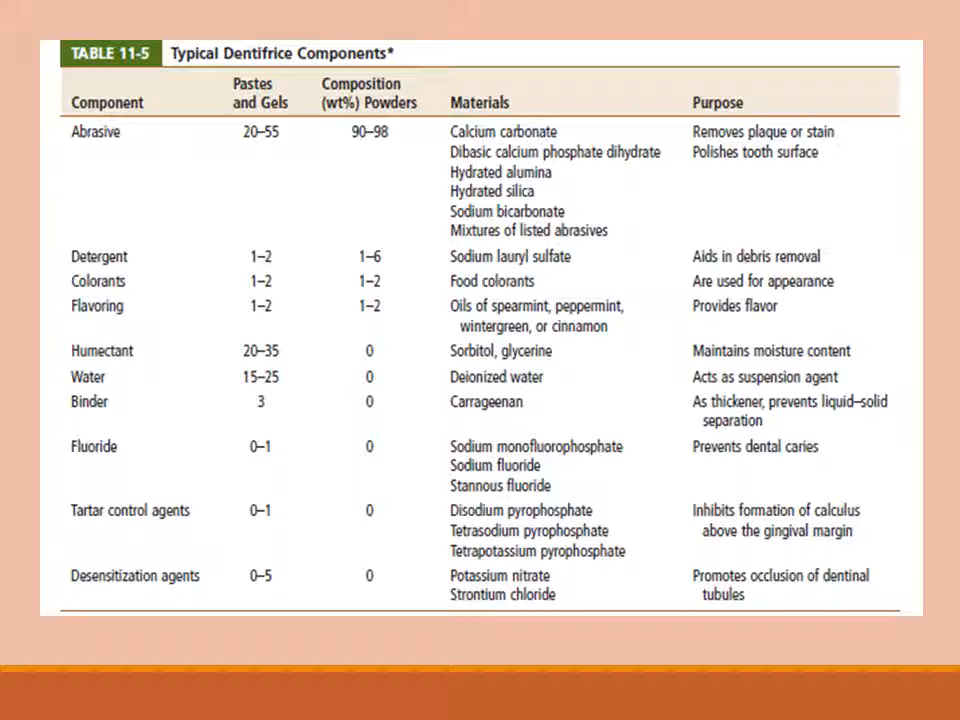 TABLE 11-5 Typical Dentifrice Components*
Pastes Composition
Component and Gels (wt%) Powders Materials Purpose
Abrasive 20–55 90–98 Calcium carbonate Removes plaque or stain
Dibasic calcium phosphate dihydrate Polishes tooth surface
Hydrated alumina
Hydrated silica
Sodium bicarbonate
Mixtures of listed abrasives
Detergent 1–2 1–6 Sodium lauryl sulfate Aids in debris removal
Colorants 1–2 1–2 Food colorants Are used for appearance
Flavoring 1–2 1–2 Oils of spearmint, peppermint, Provides flavor
wintergreen, or cinnamon
Humectant 20–35 0 Sorbitol, glycerine Maintains moisture content
Water 15–25 0 Deionized water Acts as suspension agent
Binder 3 0 Carrageenan As thickener, prevents liquid–solid
separation
Fluoride 0–1 0 Sodium monofluorophosphate Prevents dental caries
Sodium fluoride
Stannous fluoride
Tartar control agents 0–1 0 Disodium pyrophosphate Inhibits formation of calculus
Tetrasodium pyrophosphate above the gingival margin
Tetrapotassium pyrophosphate
Desensitization agents 0–5 0 Potassium nitrate Promotes occlusion of dentinal
Strontium chloride tubules